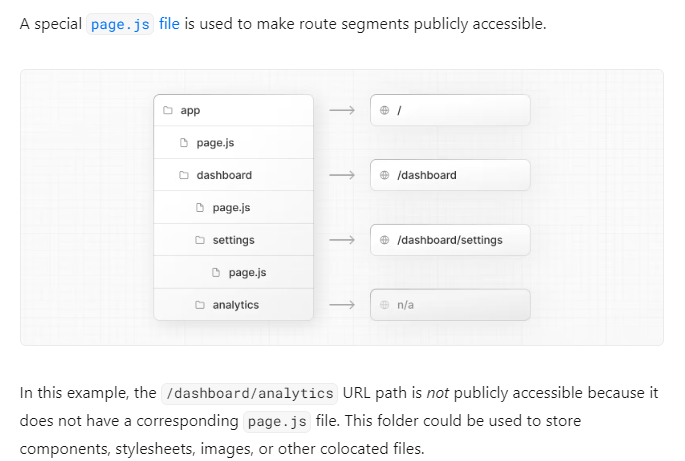 A special page.js file is used to make route segments publicly accessible.
app
/
page.js
dashboard
/dashboard
page.js
settings
/dashboard/settings
page.js
analytics
n/a
In this example, the /dashboard/analytics URL path is not publicly accessible because it
does not have a corresponding page.js file. This folder could be used to store
components, stylesheets, images, or other colocated files.